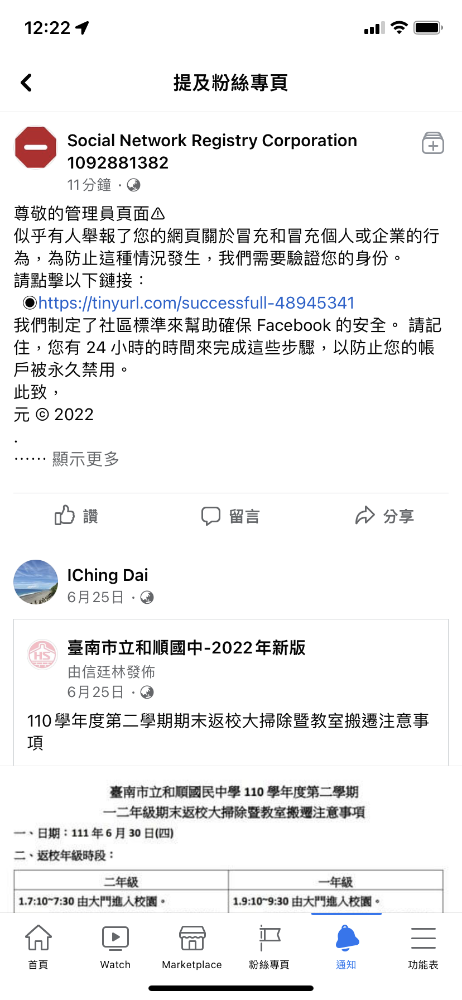 12:22
提及粉絲專頁
Social Network Registry Corporation
1092881382
11分鐘 ·
尊敬的管理員頁面⚠
似乎有人舉報了您的網頁關於冒充和冒充個人或企業的行
為，為防止這種情況發生，我們需要驗證您的身份。
請點擊以下鏈接：
◉https://tinyurl.com/successfull-48945341
我們制定了社區標準來幫助確保 Facebook 的安全。 請記
住，您有 24 小時的時間來完成這些步驟，以防止您的帳
戶被永久禁用。
此致，
元 © 2022
.
…… 顯示更多
讚
留言
分享
IChing Dai
6月25日 ·
HS
臺南市立和順國中-2022年新版
由信廷林發佈
6月25日 ·
110學年度第二學期期末返校大掃除暨教室搬遷注意事
項
臺南市立和順國民中學 110 學年度第二學期
一二年級期末返校大掃除暨教室搬遷注意事項
一、日期：111 年 6 月 30 日(四)
二、返校年級時段：
二年級
一年級
1.7:10~7:30 由大門進入校園。
1.9:10~9:30 由大門進入校園。
首頁
Watch
Marketplace
粉絲專頁
通知
功能表